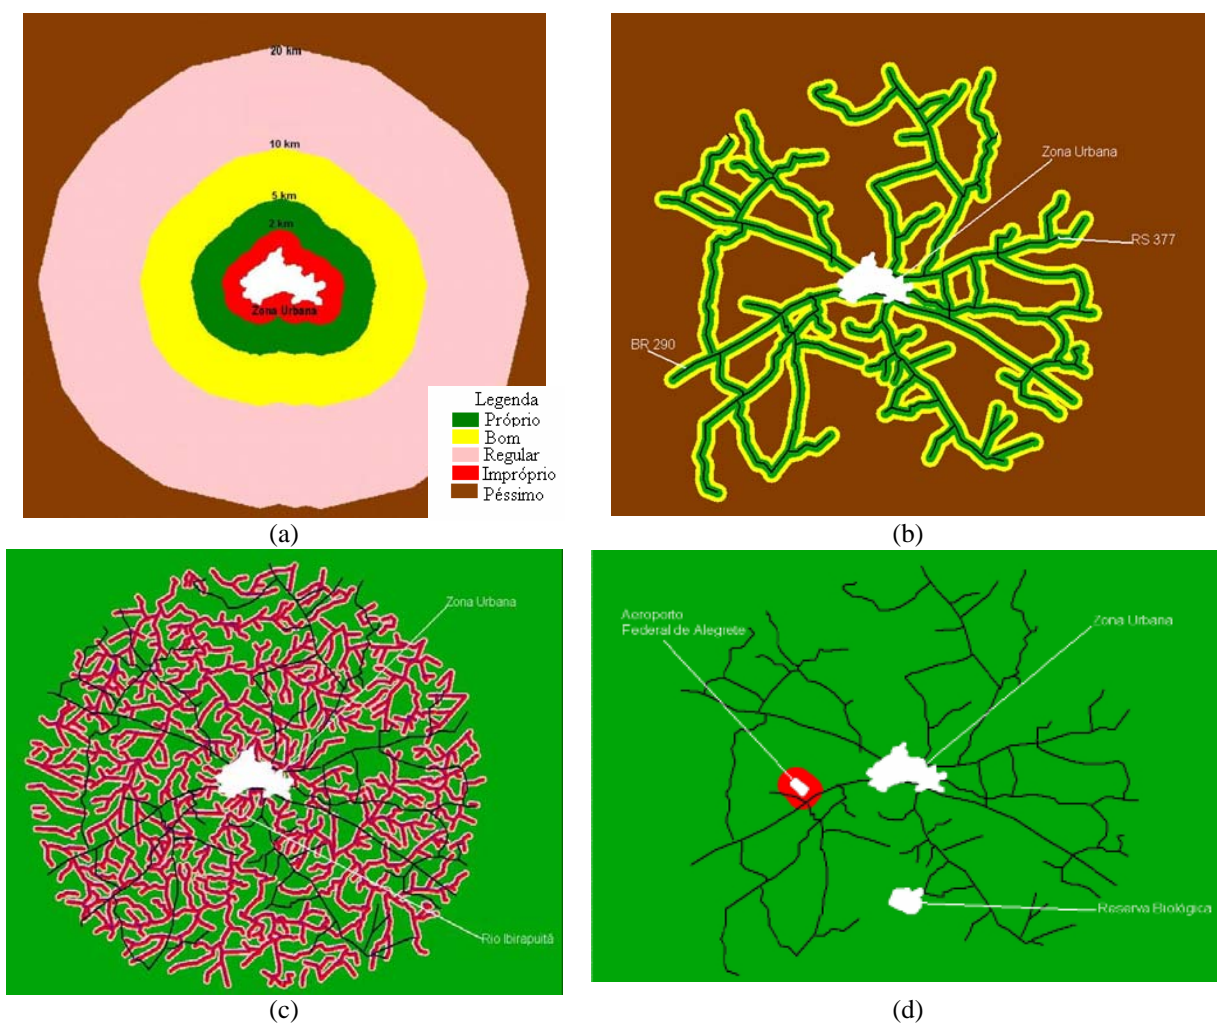 20 km
10 km
5 km
2 km
Zona Urbana
Legenda
Próprio
Bom
Regular
Impróprio
Péssimo
(a)
Zona Urbana
RS 377
BR 290
(b)
Zona Urbana
Rio Ibirapuitã
(c)
Aeroporto
Federal de Alegrete
Zona Urbana
Reserva Biológica
(d)